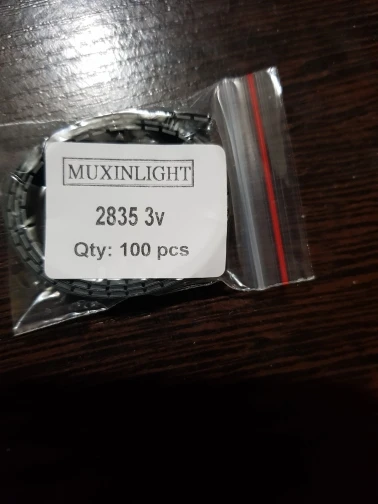 MUXINLIGHT
2835 3v
Qty: 100 pcs